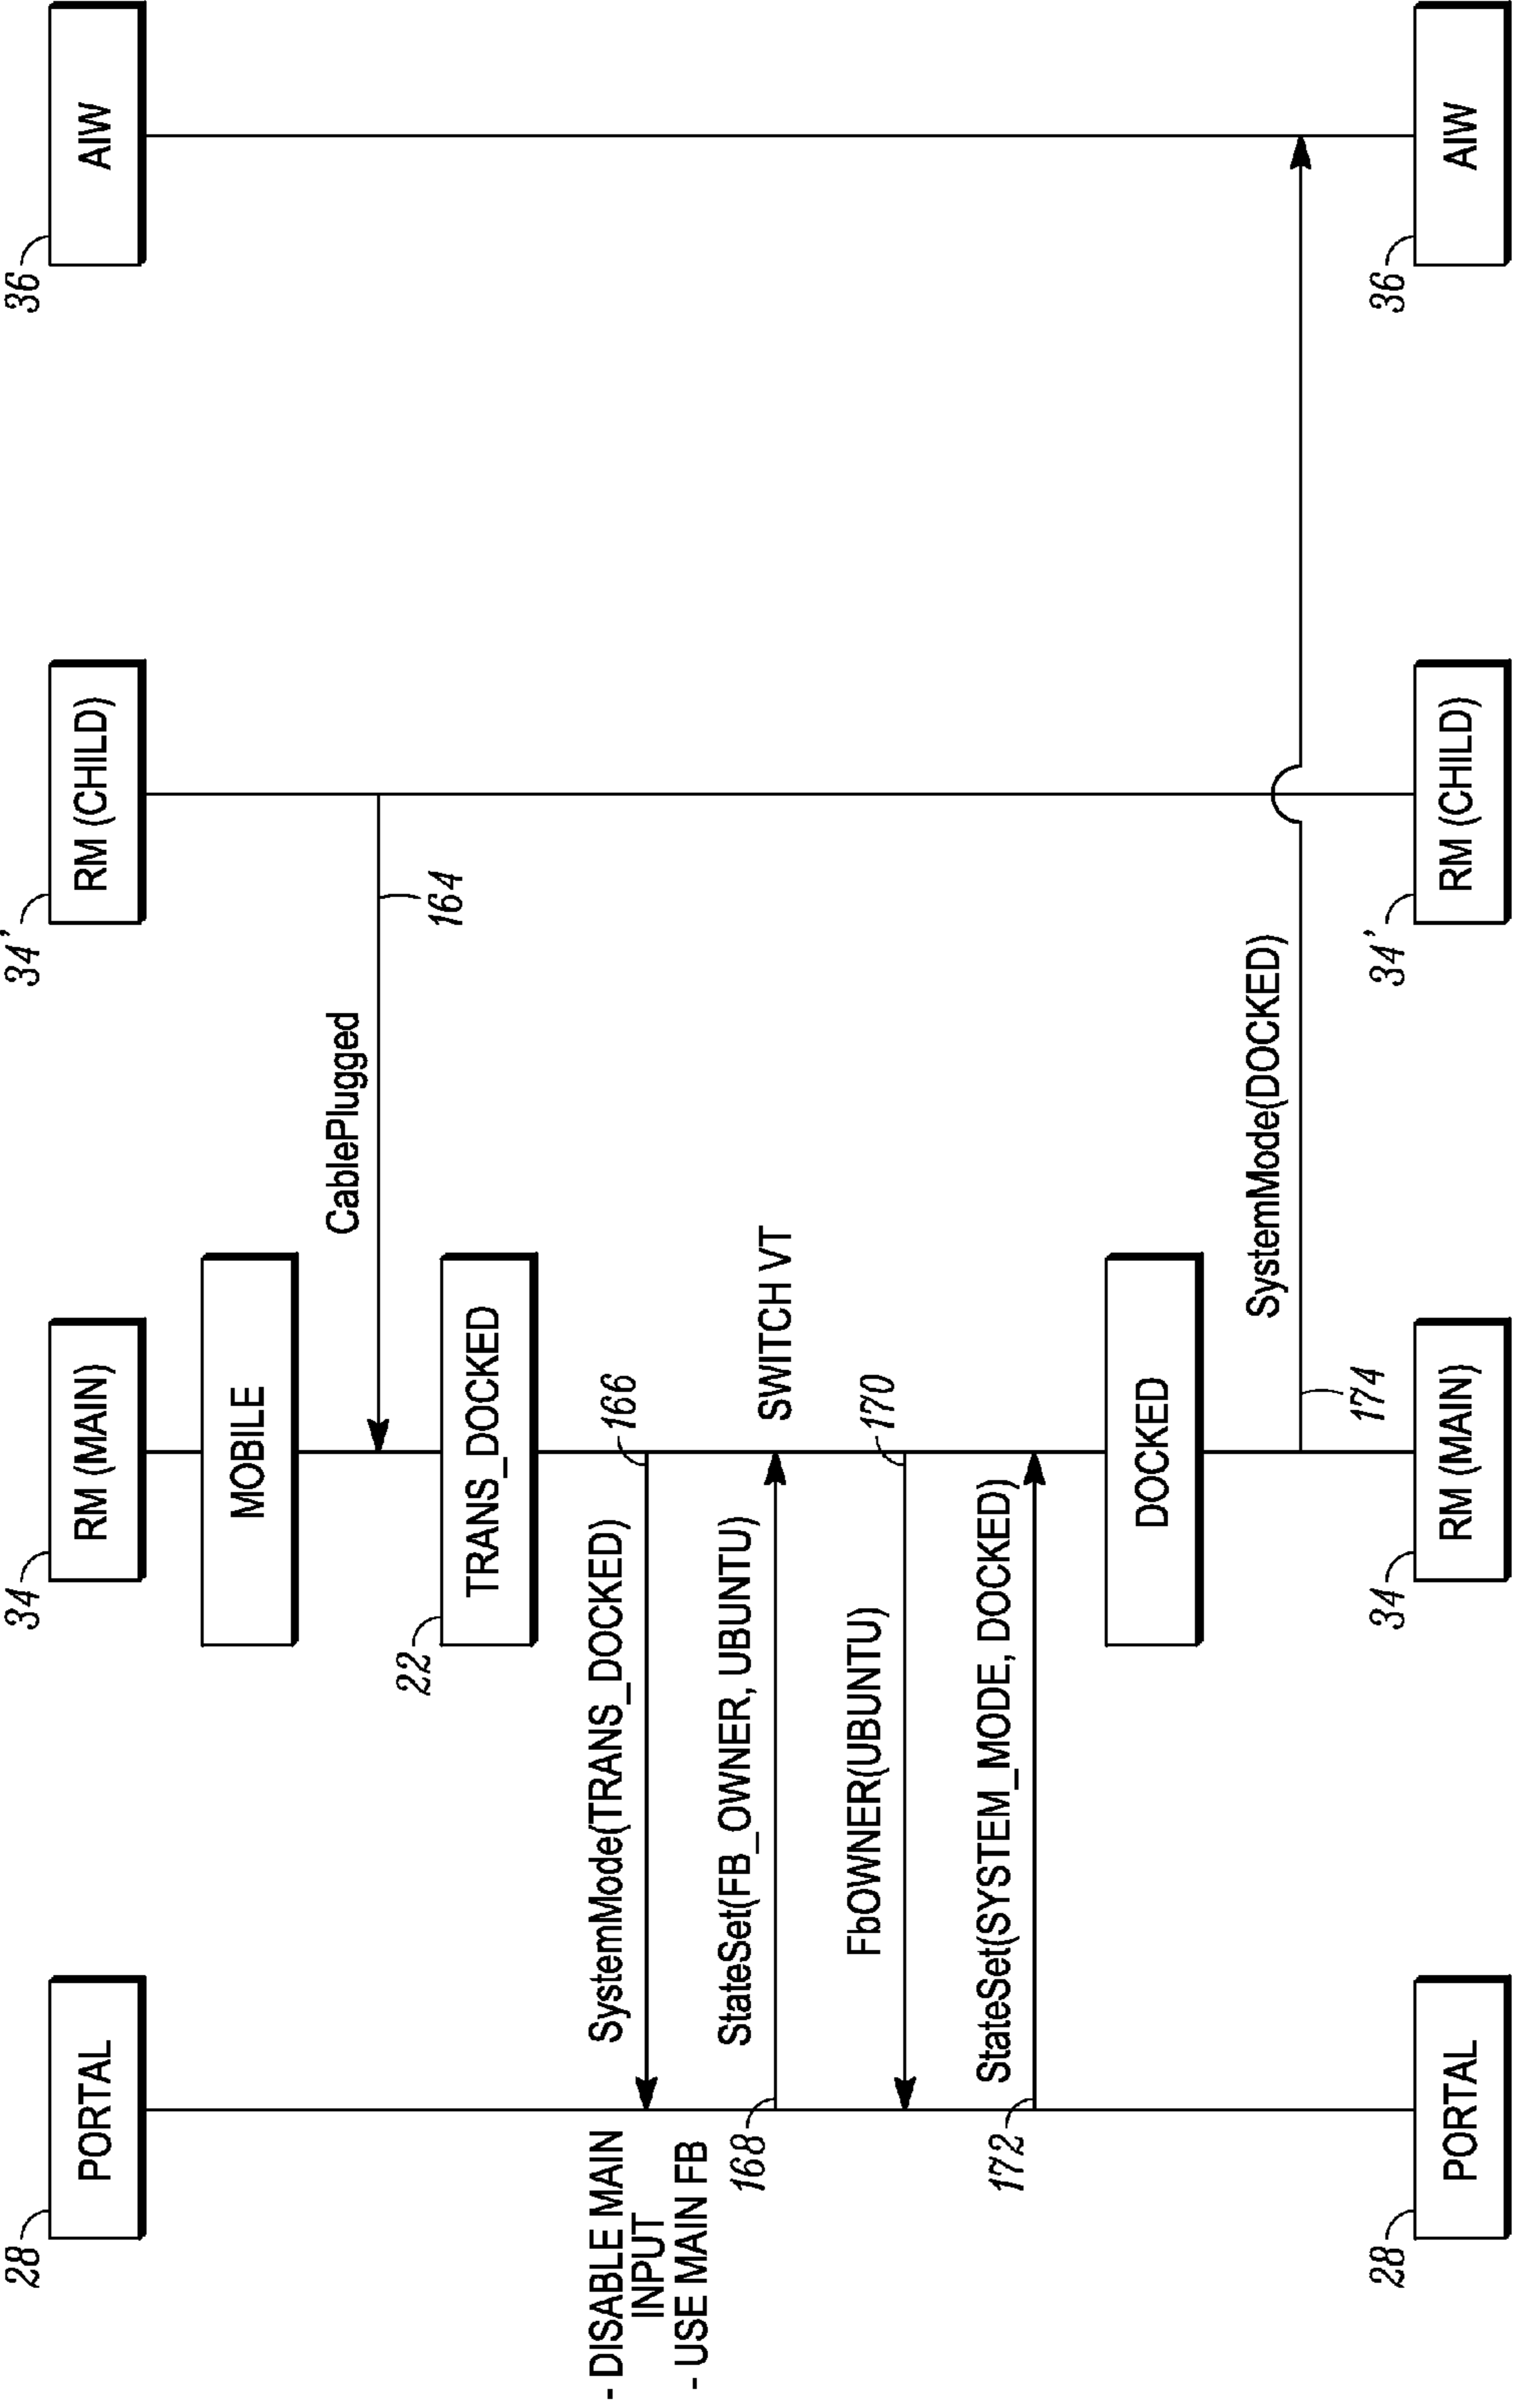 28
PORTAL
34
RM (MAIN)
34'
RM (CHILD)
36
AIW
MOBILE
CablePlugged
164
22
TRANS_DOCKED
SystemMode(TRANS_DOCKED)
166
- DISABLE MAIN
INPUT
- USE MAIN FB
StateSet(FB_OWNER, UBUNTU)
168
SWITCH VT
FbOWNER(UBUNTU)
170
StateSet(SYSTEM_MODE, DOCKED)
172
DOCKED
SystemMode(DOCKED)
174
28
PORTAL
34
RM (MAIN)
34'
RM (CHILD)
36
AIW